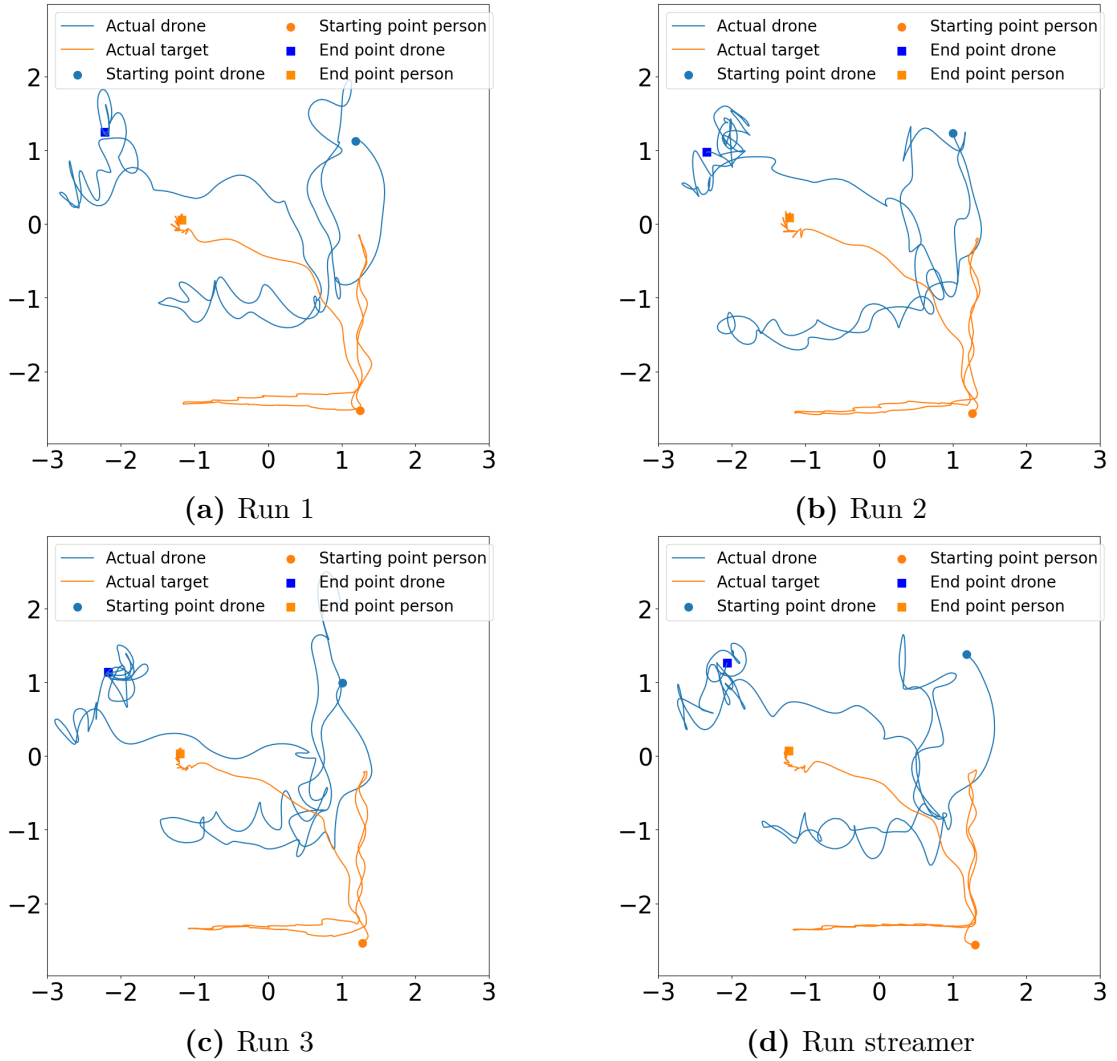 Actual drone
Actual target
Starting point drone
Starting point person
End point drone
End point person
2
1
0
−1
−2
−3 −2 −1 0 1 2 3
(a) Run 1
Actual drone
Actual target
Starting point drone
Starting point person
End point drone
End point person
2
1
0
−1
−2
−3 −2 −1 0 1 2 3
(b) Run 2
Actual drone
Actual target
Starting point drone
Starting point person
End point drone
End point person
2
1
0
−1
−2
−3 −2 −1 0 1 2 3
(c) Run 3
Actual drone
Actual target
Starting point drone
Starting point person
End point drone
End point person
2
1
0
−1
−2
−3 −2 −1 0 1 2 3
(d) Run streamer